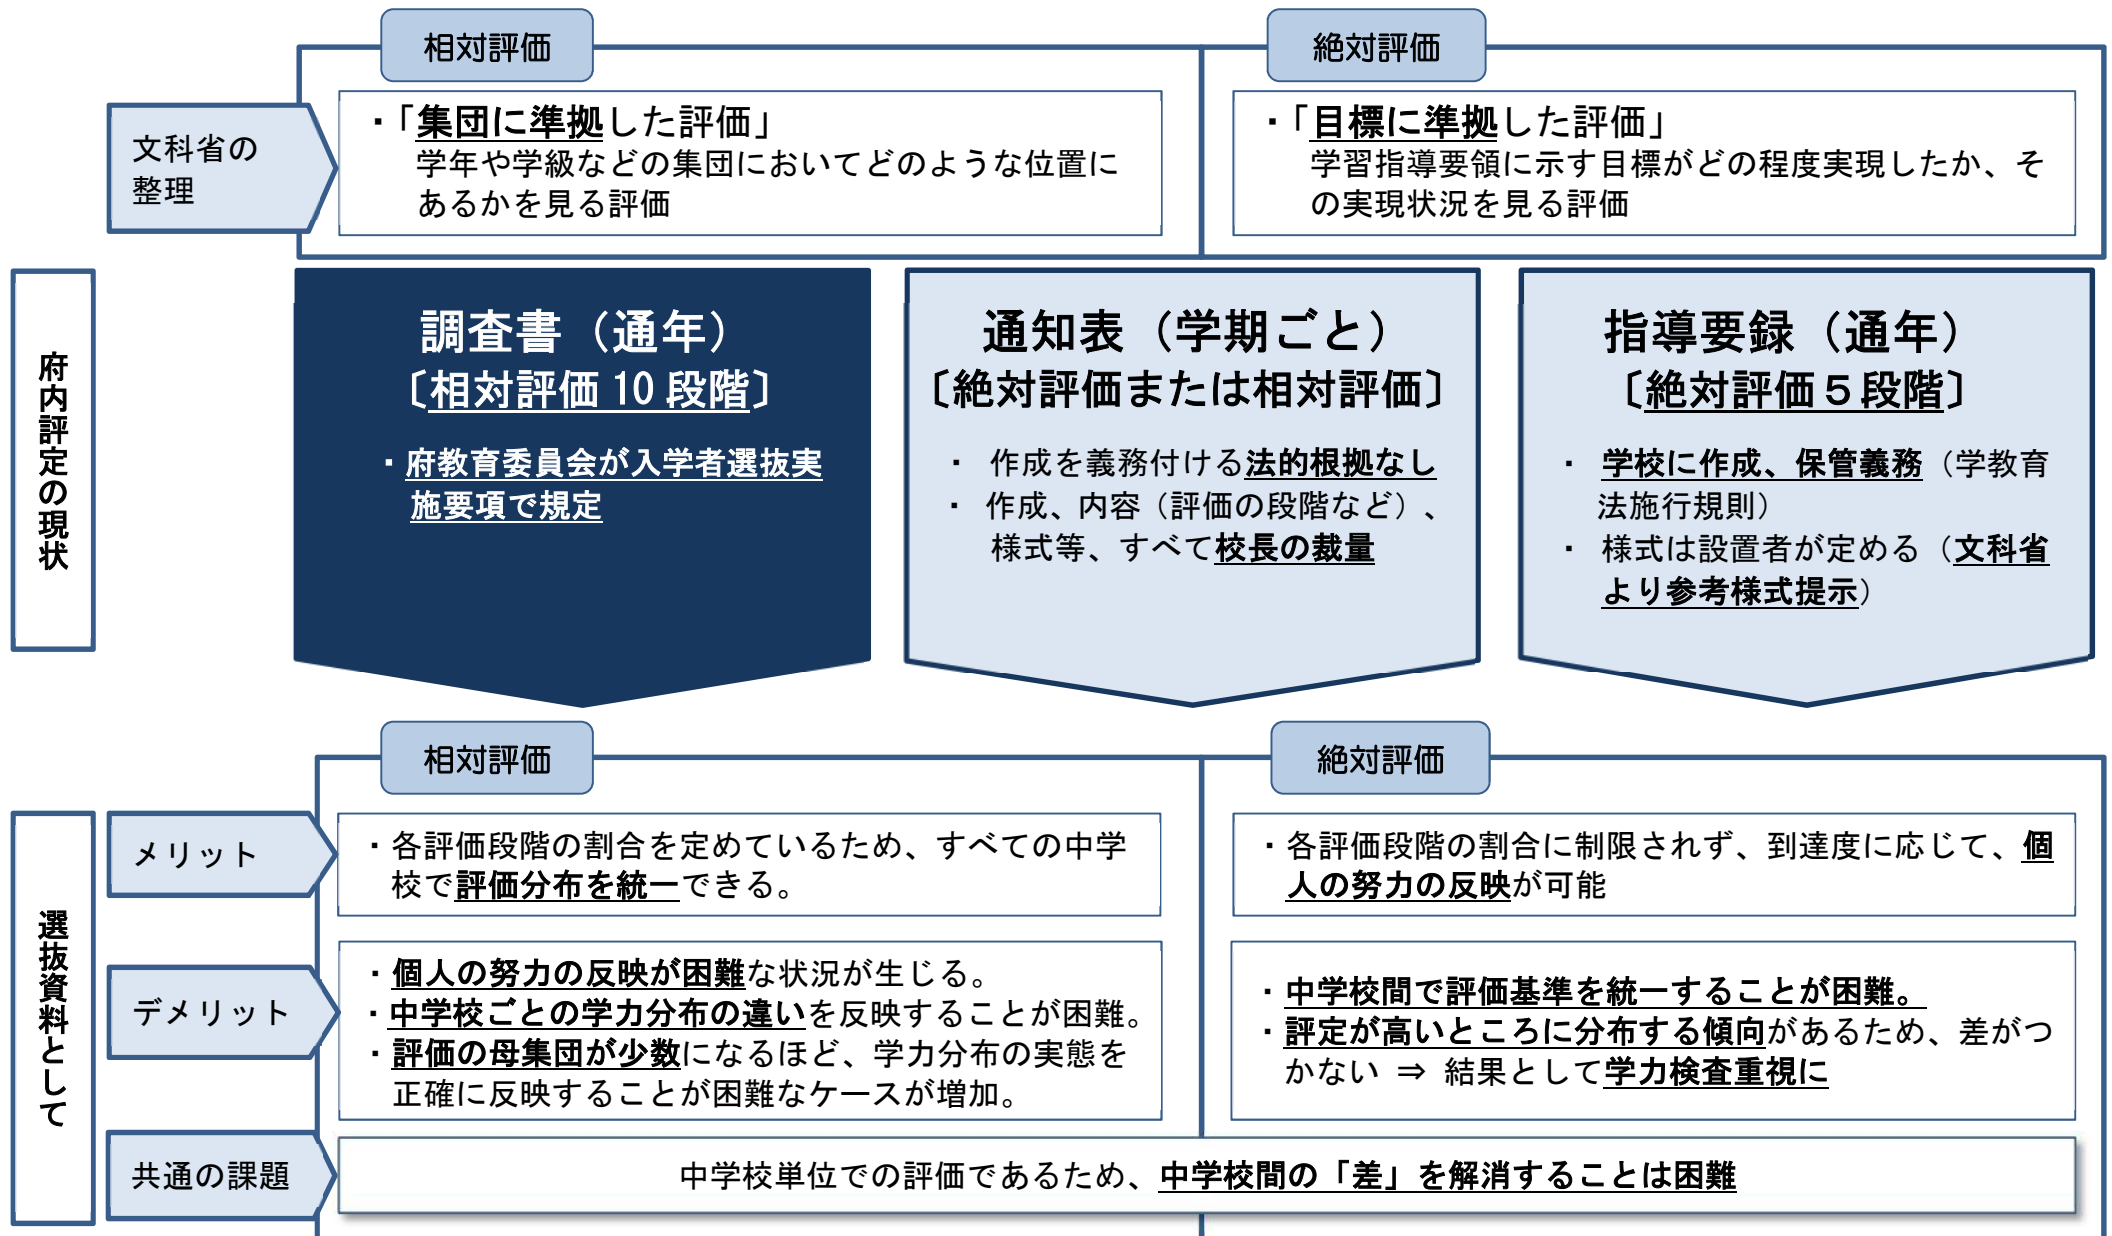 相対評価
絶対評価
文科省の
整理
・「集団に準拠した評価」
学年や学級などの集団においてどのような位置に
あるかを見る評価
・「目標に準拠した評価」
学習指導要領に示す目標がどの程度実現したか、そ
の実現状況を見る評価
府内評定の現状
調査書（通年）
〔相対評価 10 段階〕
・府教育委員会が入学者選抜実
施要項で規定
通知表（学期ごと）
〔絶対評価または相対評価〕
・ 作成を義務付ける法的根拠なし
・ 作成、内容（評価の段階など）、
様式等、すべて校長の裁量
指導要録（通年）
〔絶対評価５段階〕
・ 学校に作成、保管義務（学教育
法施行規則）
・ 様式は設置者が定める（文科省
より参考様式提示）
相対評価
絶対評価
選抜資料として
メリット
・各評価段階の割合を定めているため、すべての中学
校で評価分布を統一できる。
・各評価段階の割合に制限されず、到達度に応じて、個
人の努力の反映が可能
デメリット
・個人の努力の反映が困難な状況が生じる。
・中学校ごとの学力分布の違いを反映することが困難。
・評価の母集団が少数になるほど、学力分布の実態を
正確に反映することが困難なケースが増加。
・中学校間で評価基準を統一することが困難。
・評定が高いところに分布する傾向があるため、差がつ
かない ⇒ 結果として学力検査重視に
共通の課題
中学校単位での評価であるため、中学校間の「差」を解消することは困難